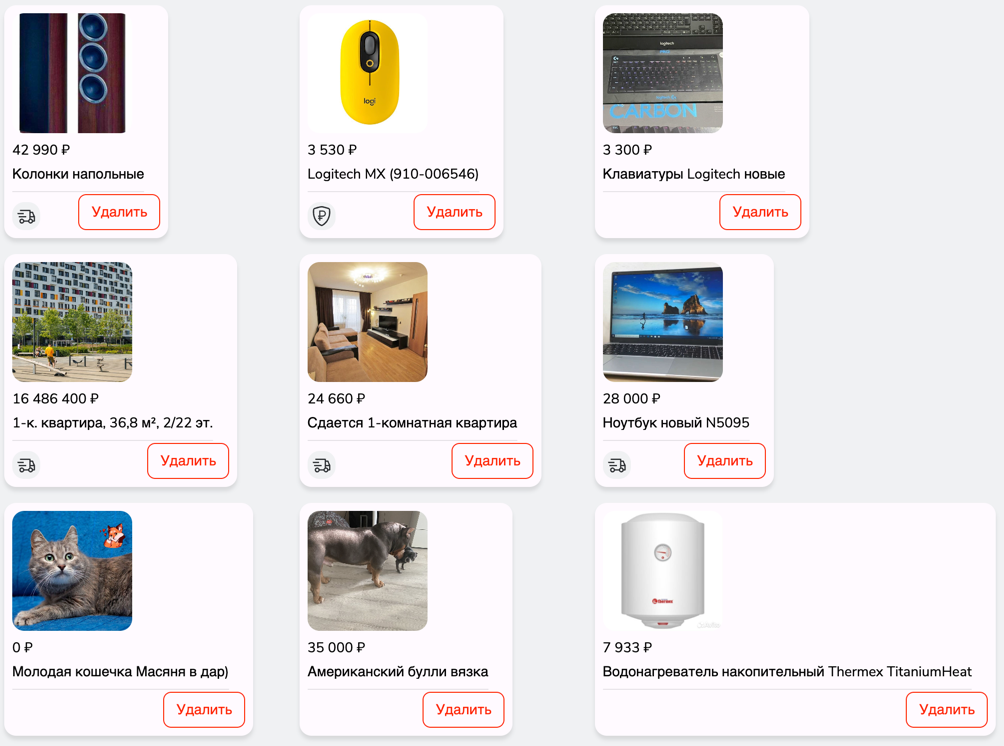 logi
logitech
CARBON
42 990 ₽
3 530 ₽
3 300 ₽
Колонки напольные
Logitech MX (910-006546)
Клавиатуры Logitech новые
Удалить
Удалить
Удалить
16 486 400 ₽
24 660 ₽
28 000 ₽
1-к. квартира, 36,8 м², 2/22 эт.
Сдается 1-комнатная квартира
Ноутбук новый N5095
Удалить
Удалить
Удалить
THERMEX
0 ₽
35 000 ₽
7 933 ₽
Молодая кошечка Масяня в дар)
Американский булли вязка
Водонагреватель накопительный Thermex TitaniumHeat
Удалить
Удалить
Удалить